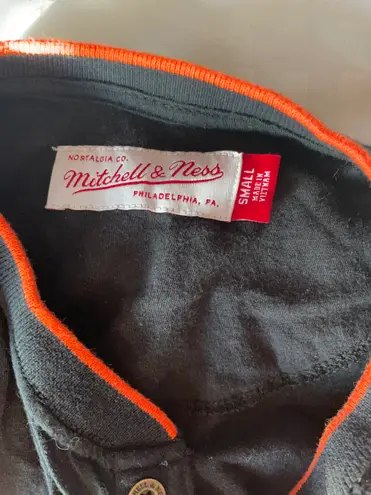 NOSTALGIA CO.
Mitchell & Ness
PHILADELPHIA, PA.
SMALL
MADE IN
VIETNAM